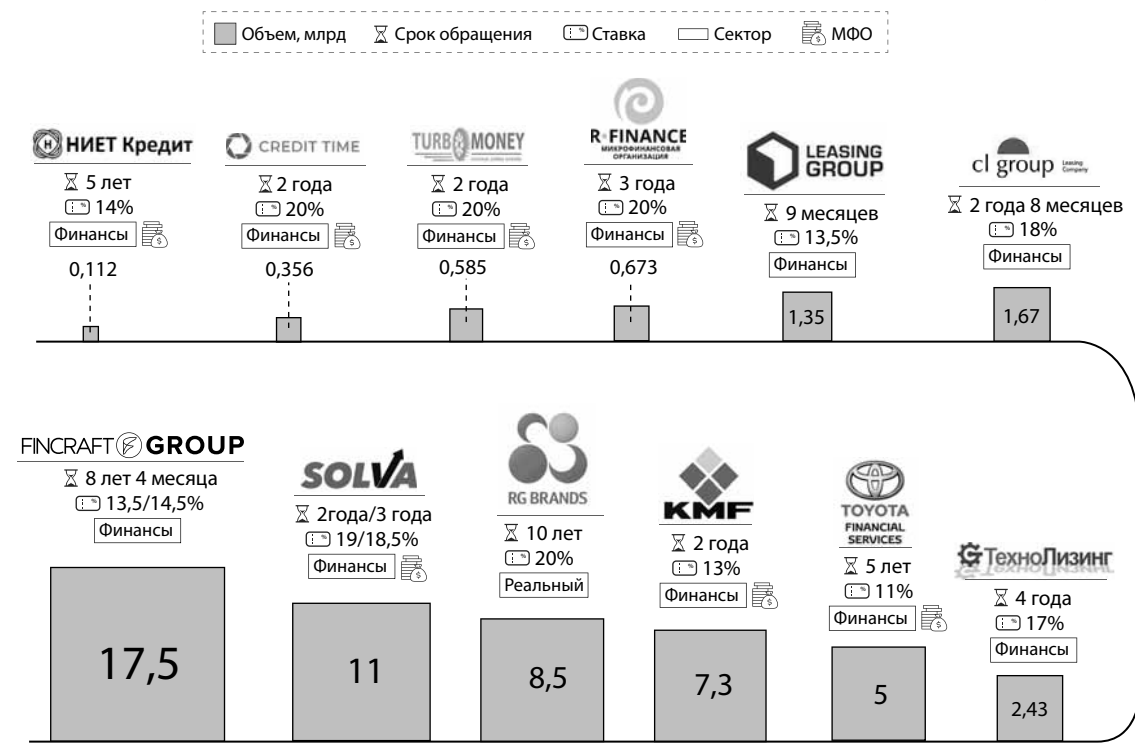 Объем, млрд Срок обращения Ставка Сектор МФО
НИЕТ Кредит
5 лет
14%
Финансы
0,112
CREDIT TIME
2 года
20%
Финансы
0,356
TURBO MONEY
2 года
20%
Финансы
0,585
R-FINANCE
МИКРОФИНАНСОВАЯ
ОРГАНИЗАЦИЯ
3 года
20%
Финансы
0,673
LEASING
GROUP
9 месяцев
13,5%
Финансы
1,35
cl group Leasing
Company
2 года 8 месяцев
18%
Финансы
1,67
FINCRAFT GROUP
8 лет 4 месяца
13,5/14,5%
Финансы
17,5
SOLVA
2года/3 года
19/18,5%
Финансы
11
RG BRANDS
10 лет
20%
Реальный
8,5
KMF
2 года
13%
Финансы
7,3
TOYOTA
FINANCIAL
SERVICES
5 лет
11%
Финансы
5
ТехноЛизинг
4 года
17%
Финансы
2,43